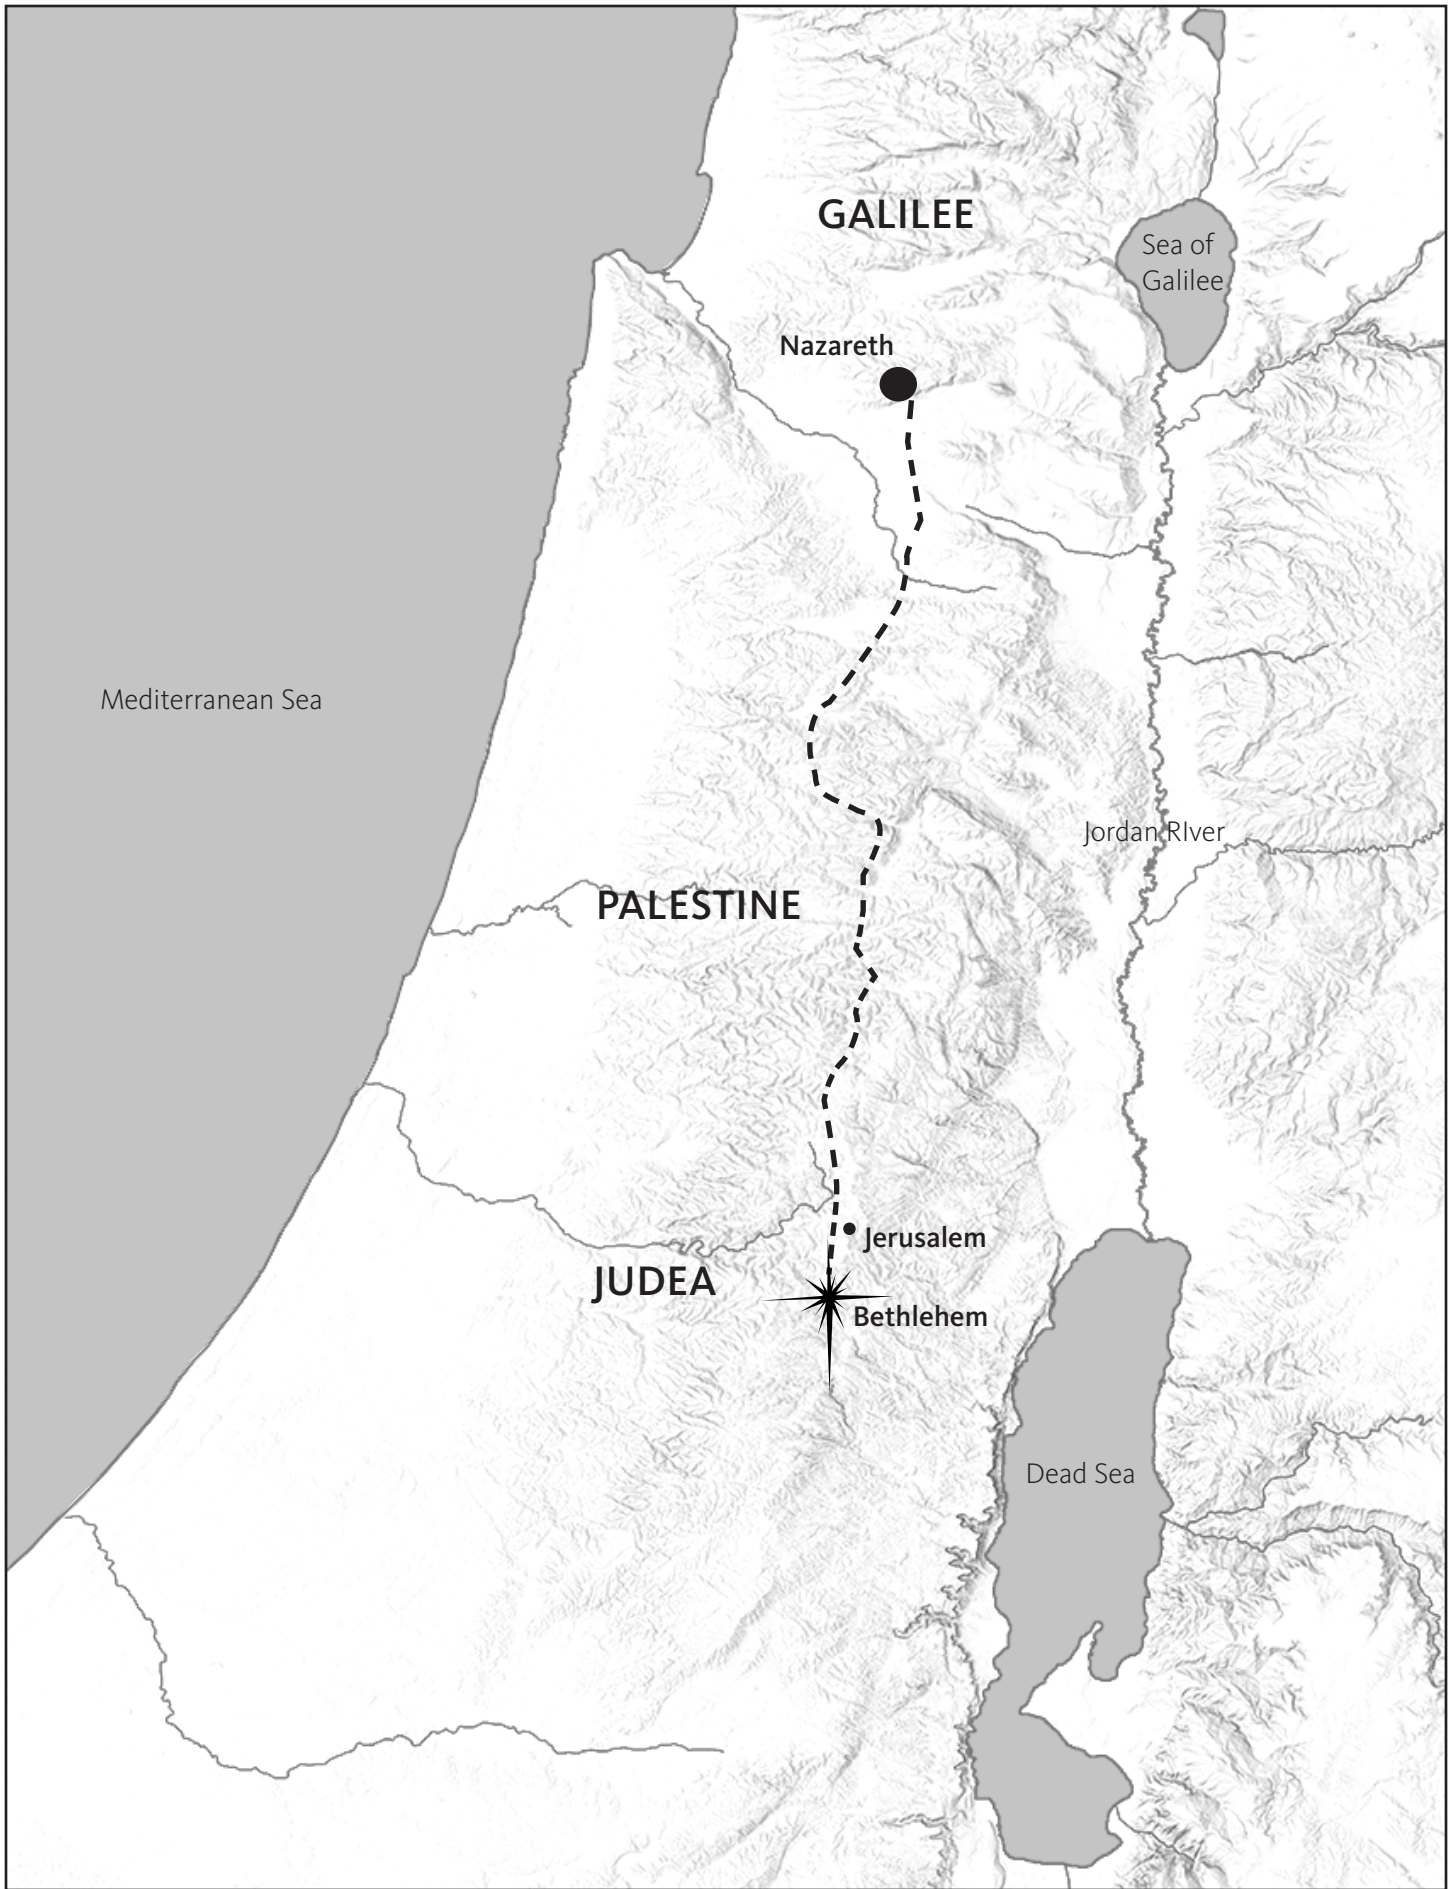 GALILEE
Sea of
Galilee
Nazareth
Mediterranean Sea
Jordan RIver
PALESTINE
Jerusalem
JUDEA
Bethlehem
Dead Sea